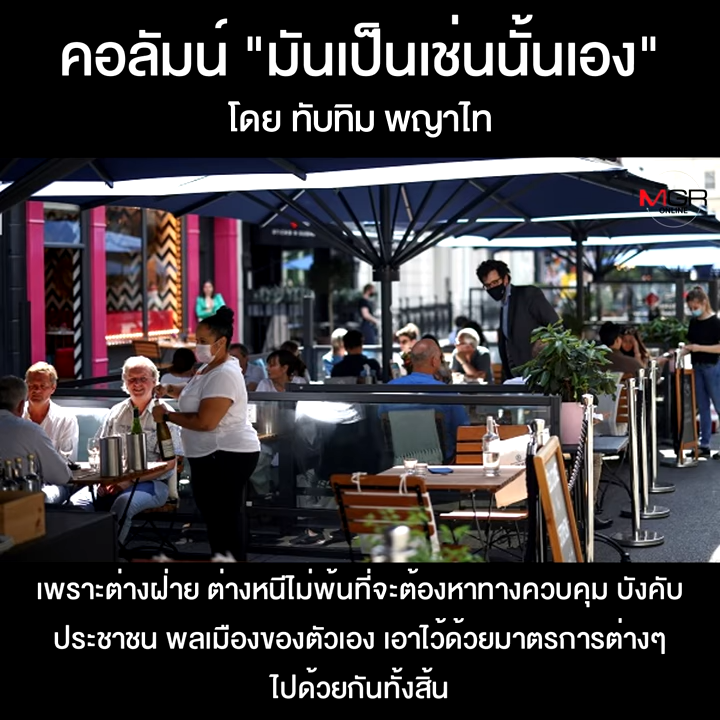 คอลัมน์ "มันเป็นเช่นนั้นเอง"
โดย ทับทิม พญาไท
MGR
ONLINE
เพราะต่างฝ่าย ต่างหนีไม่พ้นที่จะต้องหาทางควบคุม บังคับ
ประชาชน พลเมืองของตัวเอง เอาไว้ด้วยมาตรการต่างๆ
ไปด้วยกันทั้งสิ้น